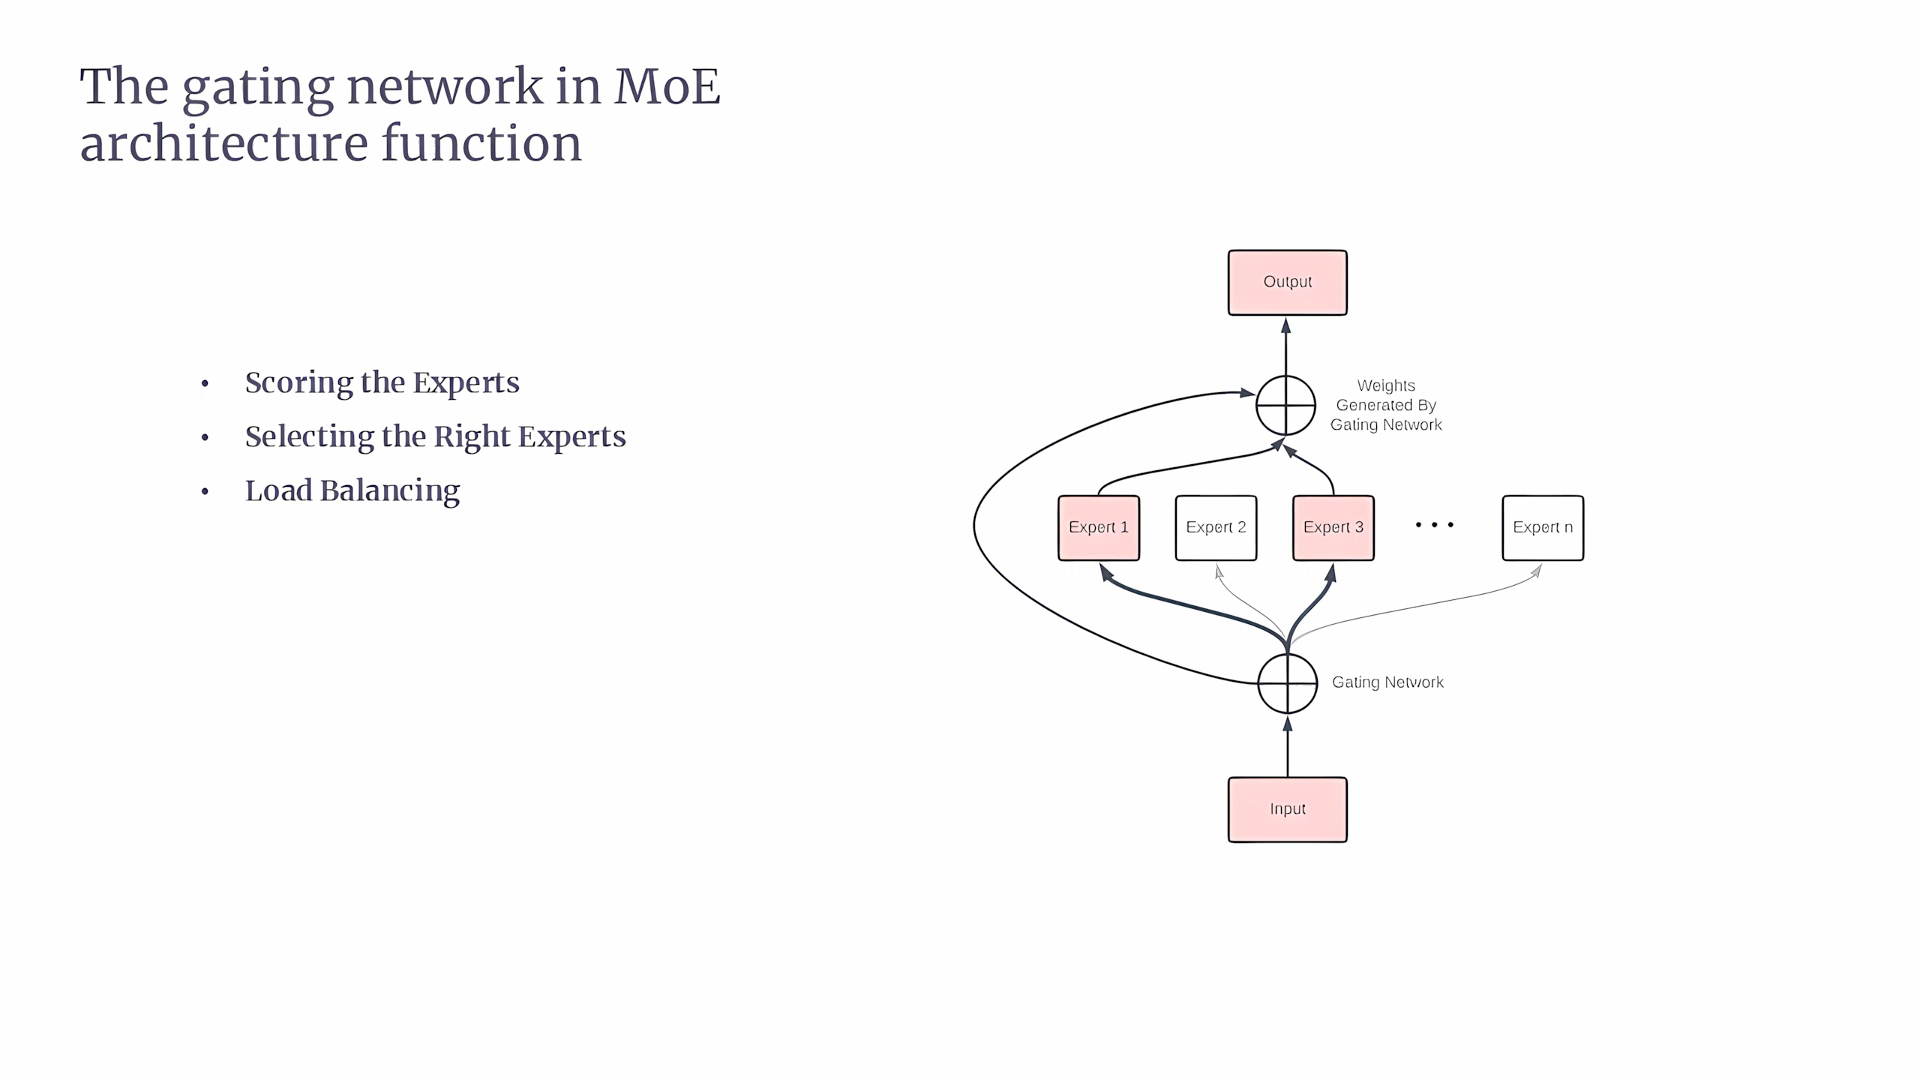 The gating network in MoE
architecture function
• Scoring the Experts
• Selecting the Right Experts
• Load Balancing
Output
Weights
Generated By
Gating Network
Expert 1
Expert 2
Expert 3
...
Expert n
Gating Network
Input